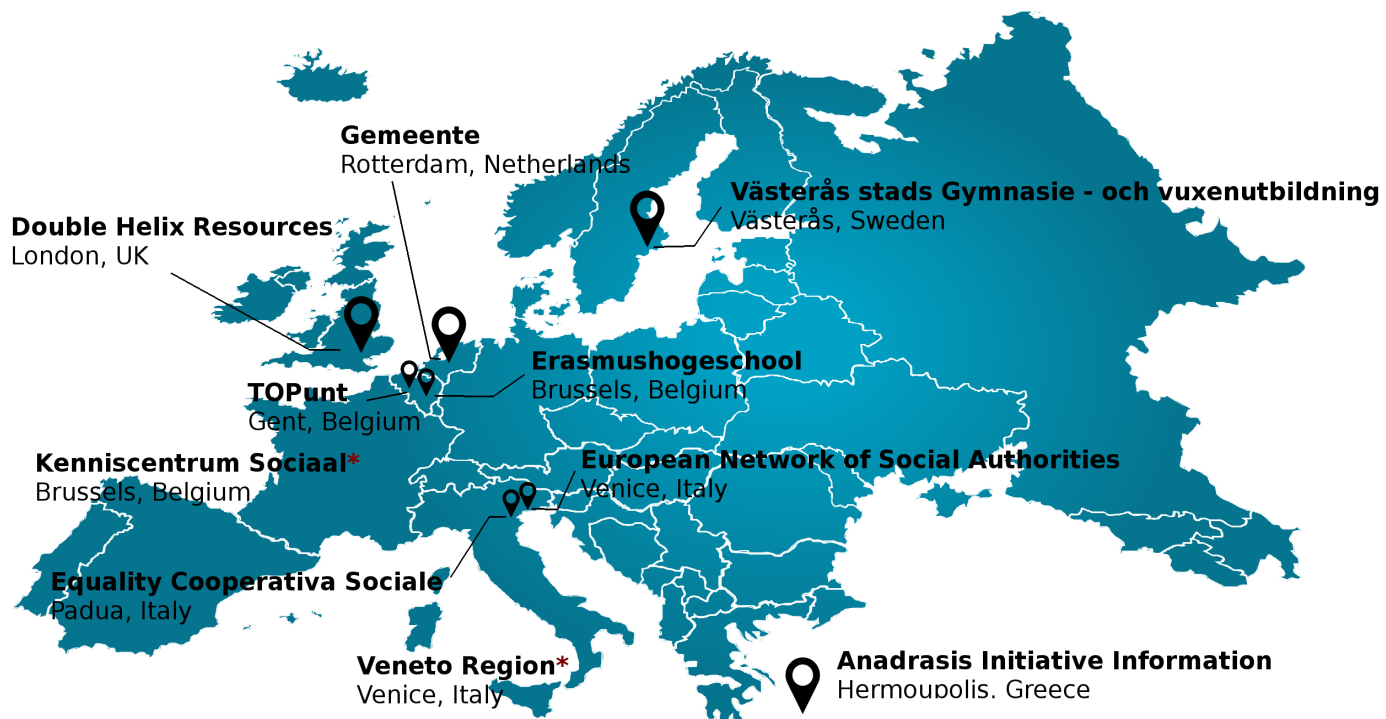 Gemeente
Rotterdam, Netherlands
Västerås stads Gymnasie - och vuxenutbildning
Västerås, Sweden
Double Helix Resources
London, UK
Erasmushogeschool
Brussels, Belgium
TOPunt
Gent, Belgium
Kenniscentrum Sociaal*
Brussels, Belgium
European Network of Social Authorities
Venice, Italy
Equality Cooperativa Sociale
Padua, Italy
Veneto Region*
Venice, Italy
Anadrasis Initiative Information
Hermoupolis, Greece